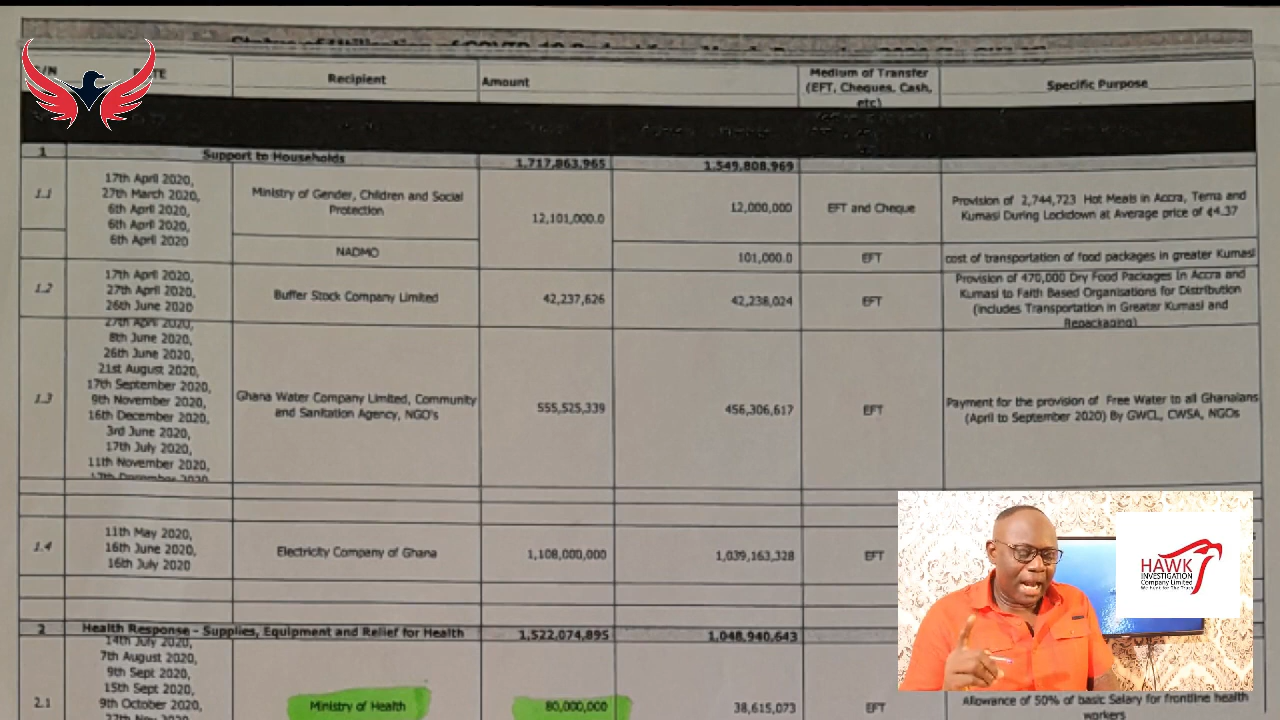 S/N
DATE
Recipient
Amount
Medium of Transfer
(EFT, Cheques, Cash,
etc)
Specific Purpose
1
Support to Households
1,717,863,965
1,549,808,969
1.1
17th April 2020,
27th March 2020,
6th April 2020,
6th April 2020,
6th April 2020
Ministry of Gender, Children and Social
Protection
12,101,000.0
12,000,000
EFT and Cheque
Provision of 2,744,723 Hot Meals in Accra, Tema and
Kumasi During Lockdown at Average price of ¢4.37
NADMO
101,000.0
EFT
cost of transportation of food packages in greater Kumasi
1.2
17th April 2020
27th April 2020
26th June 2020
Buffer Stock Company Limited
42,237,626
42,238,024
EFT
Provision of 470,000 Dry Food Packages In Accra and
Kumasi to Faith Based Organisations for Distribution
(includes Transportation in Greater Kumasi and
Repackaging)
1.3
27th April 2020,
8th June 2020,
26th June 2020,
21st August 2020,
17th September 2020,
9th November 2020,
16th December 2020,
3rd June 2020,
17th July 2020,
11th November 2020,
17th December 2020
Ghana Water Company Limited, Community
and Sanitation Agency, NGO's
555,525,339
456,306,617
EFT
Payment for the provision of Free Water to all Ghanaians
(April to September 2020) By GWCL, CWSA, NGOs
1.4
11th May 2020,
16th June 2020,
16th July 2020
Electricity Company of Ghana
1,108,000,000
1,039,163,328
EFT
2
Health Response - Supplies, Equipment and Relief for Health
1,522,074,895
1,048,940,643
2.1
14th July 2020,
7th August 2020,
9th Sept 2020,
15th Sept 2020,
9th October 2020,
27th Nov 2020,
Ministry of Health
80,000,000
38,615,073
EFT
Allowance of 50% of basic Salary for frontline health
workers
HAWK
INVESTIGATION
Company Limited